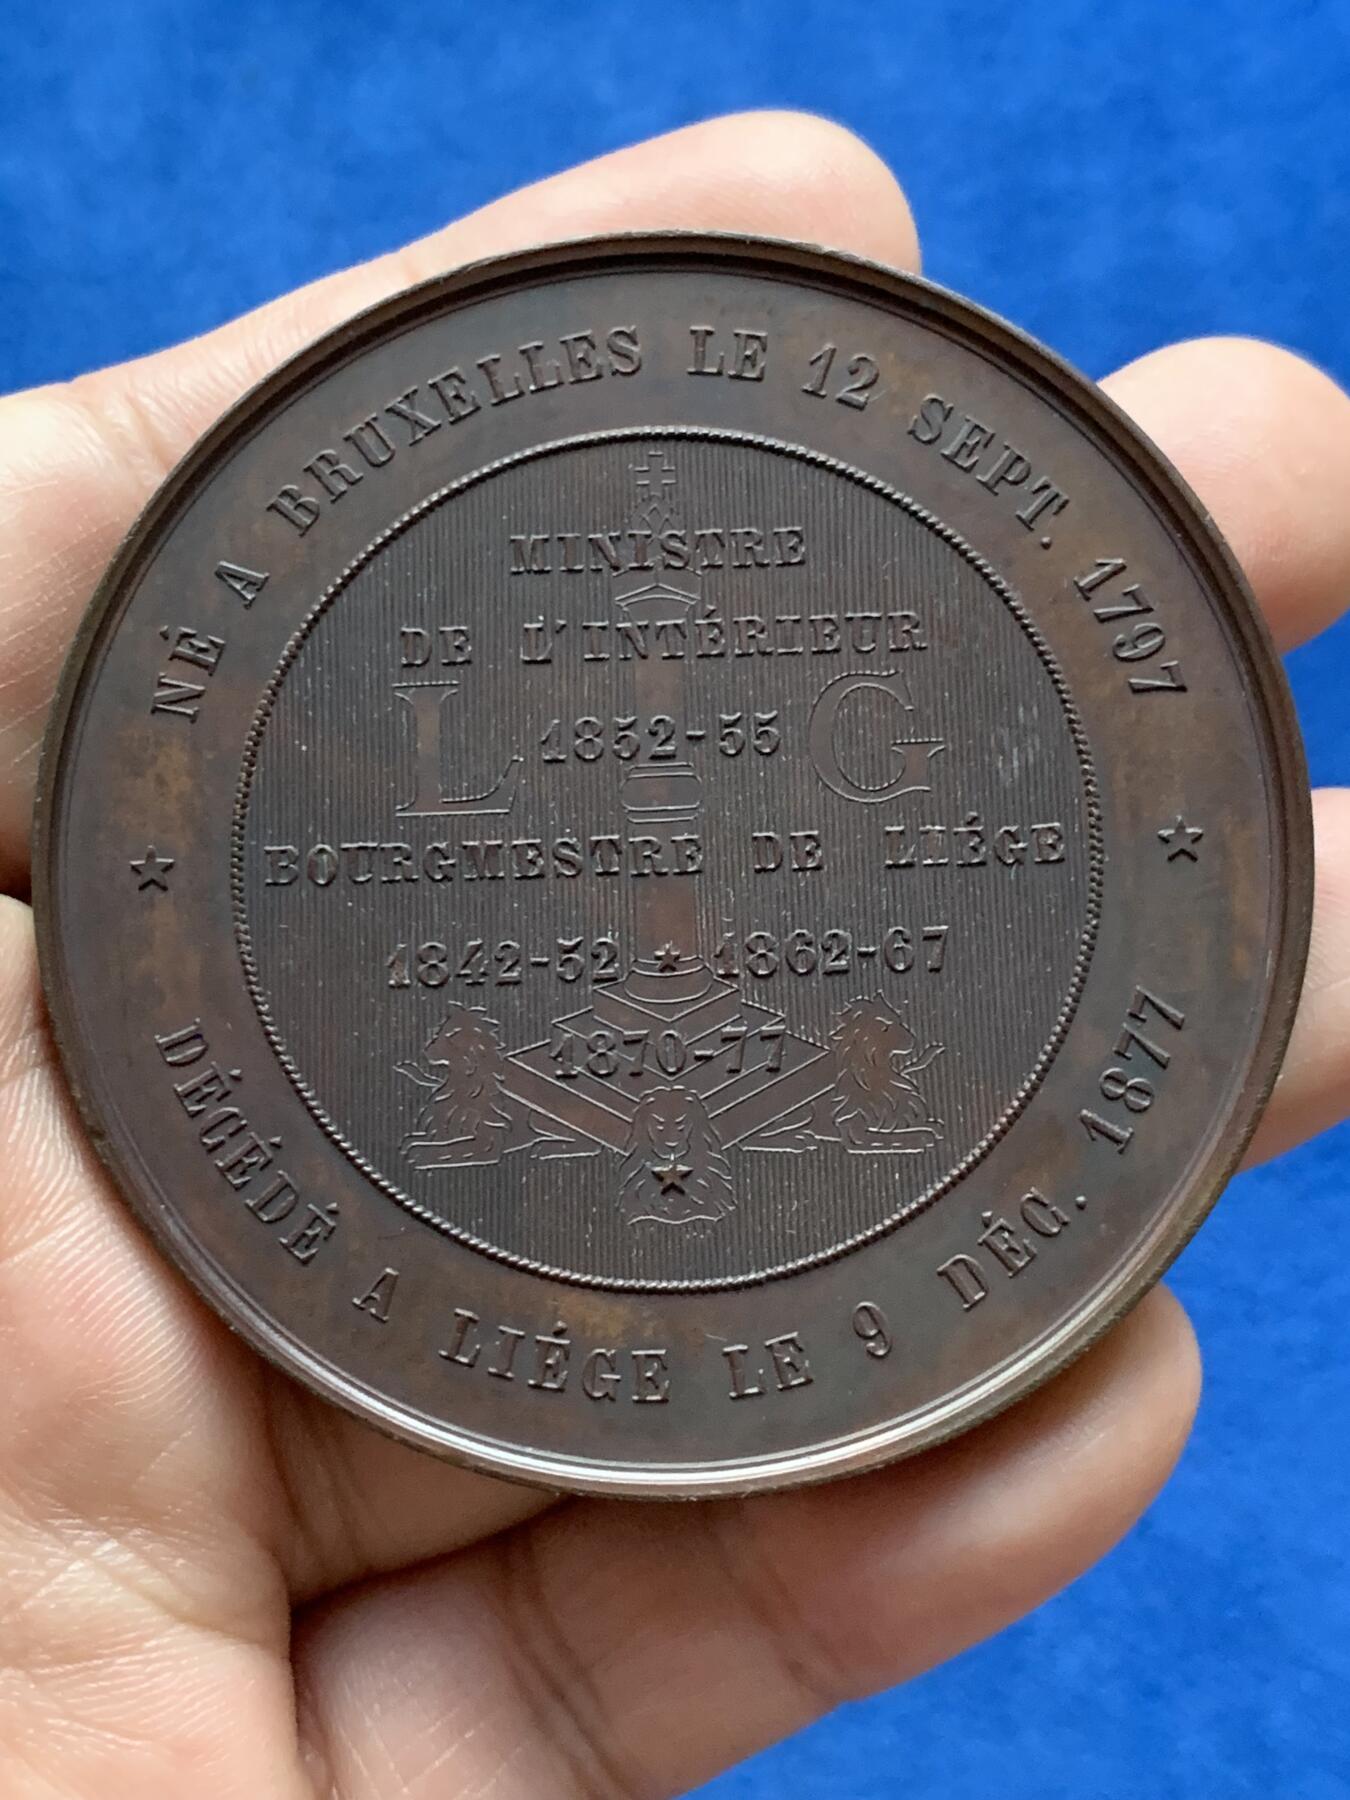 NÉ A BRUXELLES LE 12 SEPT. 1797
MINISTRE
DE L'INTÉRIEUR
L G
1852-55
BOURGMESTRE DE LIÉGE
1842-52 ★ 1862-67
1870-77
★
★ DÉCÉDÉ A LIÉGE LE 9 DÉC. 1877 ★